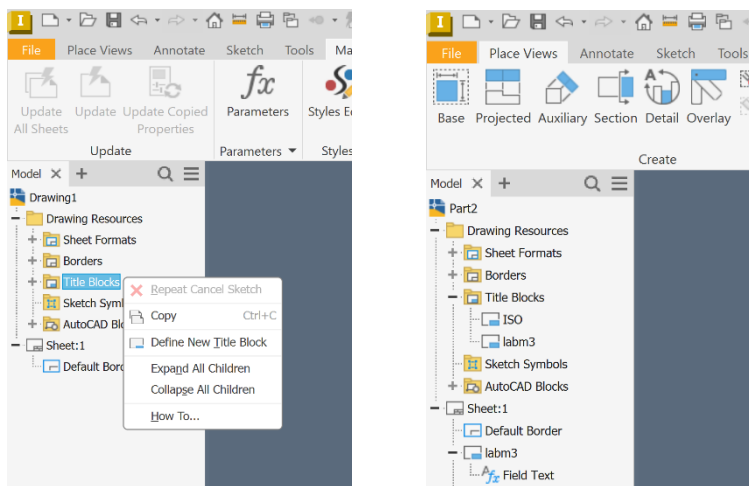 File Place Views Annotate Sketch Tools
Update All Sheets
Update
Update Copied Properties
Parameters
Update
Parameters
Model
Drawing1
Drawing Resources
Sheet Formats
Borders
Title Blocks
Sheet:1
Repeat Cancel Sketch
Copy Ctrl+C
Define New Title Block
Expand All Children
Collapse All Children
How To...
File Place Views Annotate Sketch Tools
Base Projected Auxiliary Section Detail Overlay
Create
Model
Part2
Drawing Resources
Sheet Formats
Borders
Title Blocks
ISO
labm3
Sketch Symbols
AutoCAD Blocks
Sheet:1
Default Border
labm3
Field Text